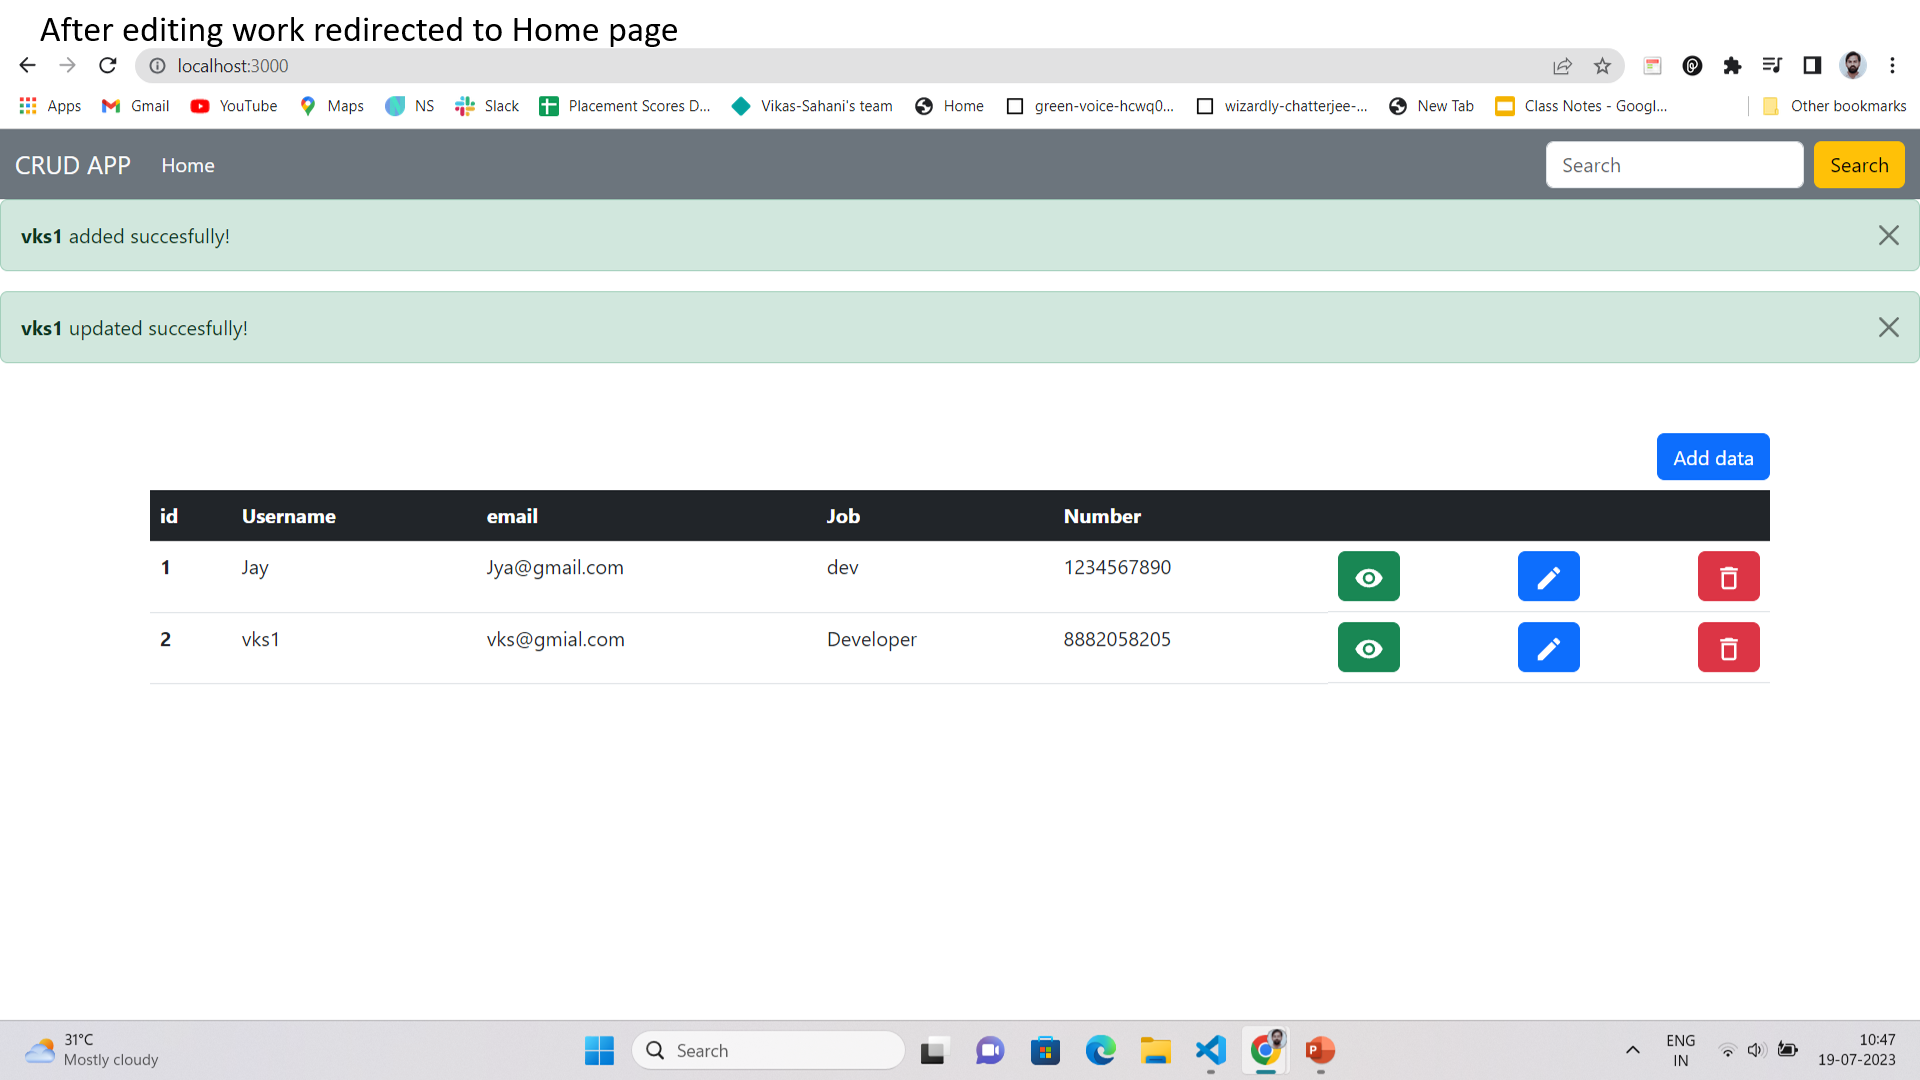 After editing work redirected to Home page
localhost:3000
Apps Gmail YouTube Maps NS Slack Placement Scores D... Vikas-Sahani's team Home green-voice-hcwq0... wizardly-chatterjee-... New Tab Class Notes - Googl... Other bookmarks
CRUD APP Home Search Search
vks1 added succesfully!
vks1 updated succesfully!
Add data
id Username email Job Number
1 Jay Jya@gmail.com dev 1234567890
2 vks1 vks@gmial.com Developer 8882058205
31°C
Mostly cloudy
Search
ENG
IN
10:47
19-07-2023